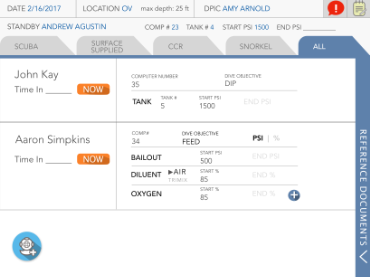 DATE 2/16/2017 LOCATION OV max depth: 25 ft DPIC AMY ARNOLD
STANDBY ANDREW AGUSTIN COMP # 23 TANK # 4 START PSI 1500 END PSI
SCUBA SURFACE SUPPLIED CCR SNORKEL ALL
John Kay
Time In NOW
COMPUTER NUMBER DIVE OBJECTIVE
35 DIP
TANK TANK # START PSI END PSI
5 1500
Aaron Simpkins
Time In NOW
COMP# DIVE OBJECTIVE PSI | %
34 FEED
BAILOUT START PSI END PSI
500
DILUENT ▶AIR START % END %
TRIMIX 85
OXYGEN START % END %
85
REFERENCE DOCUMENTS